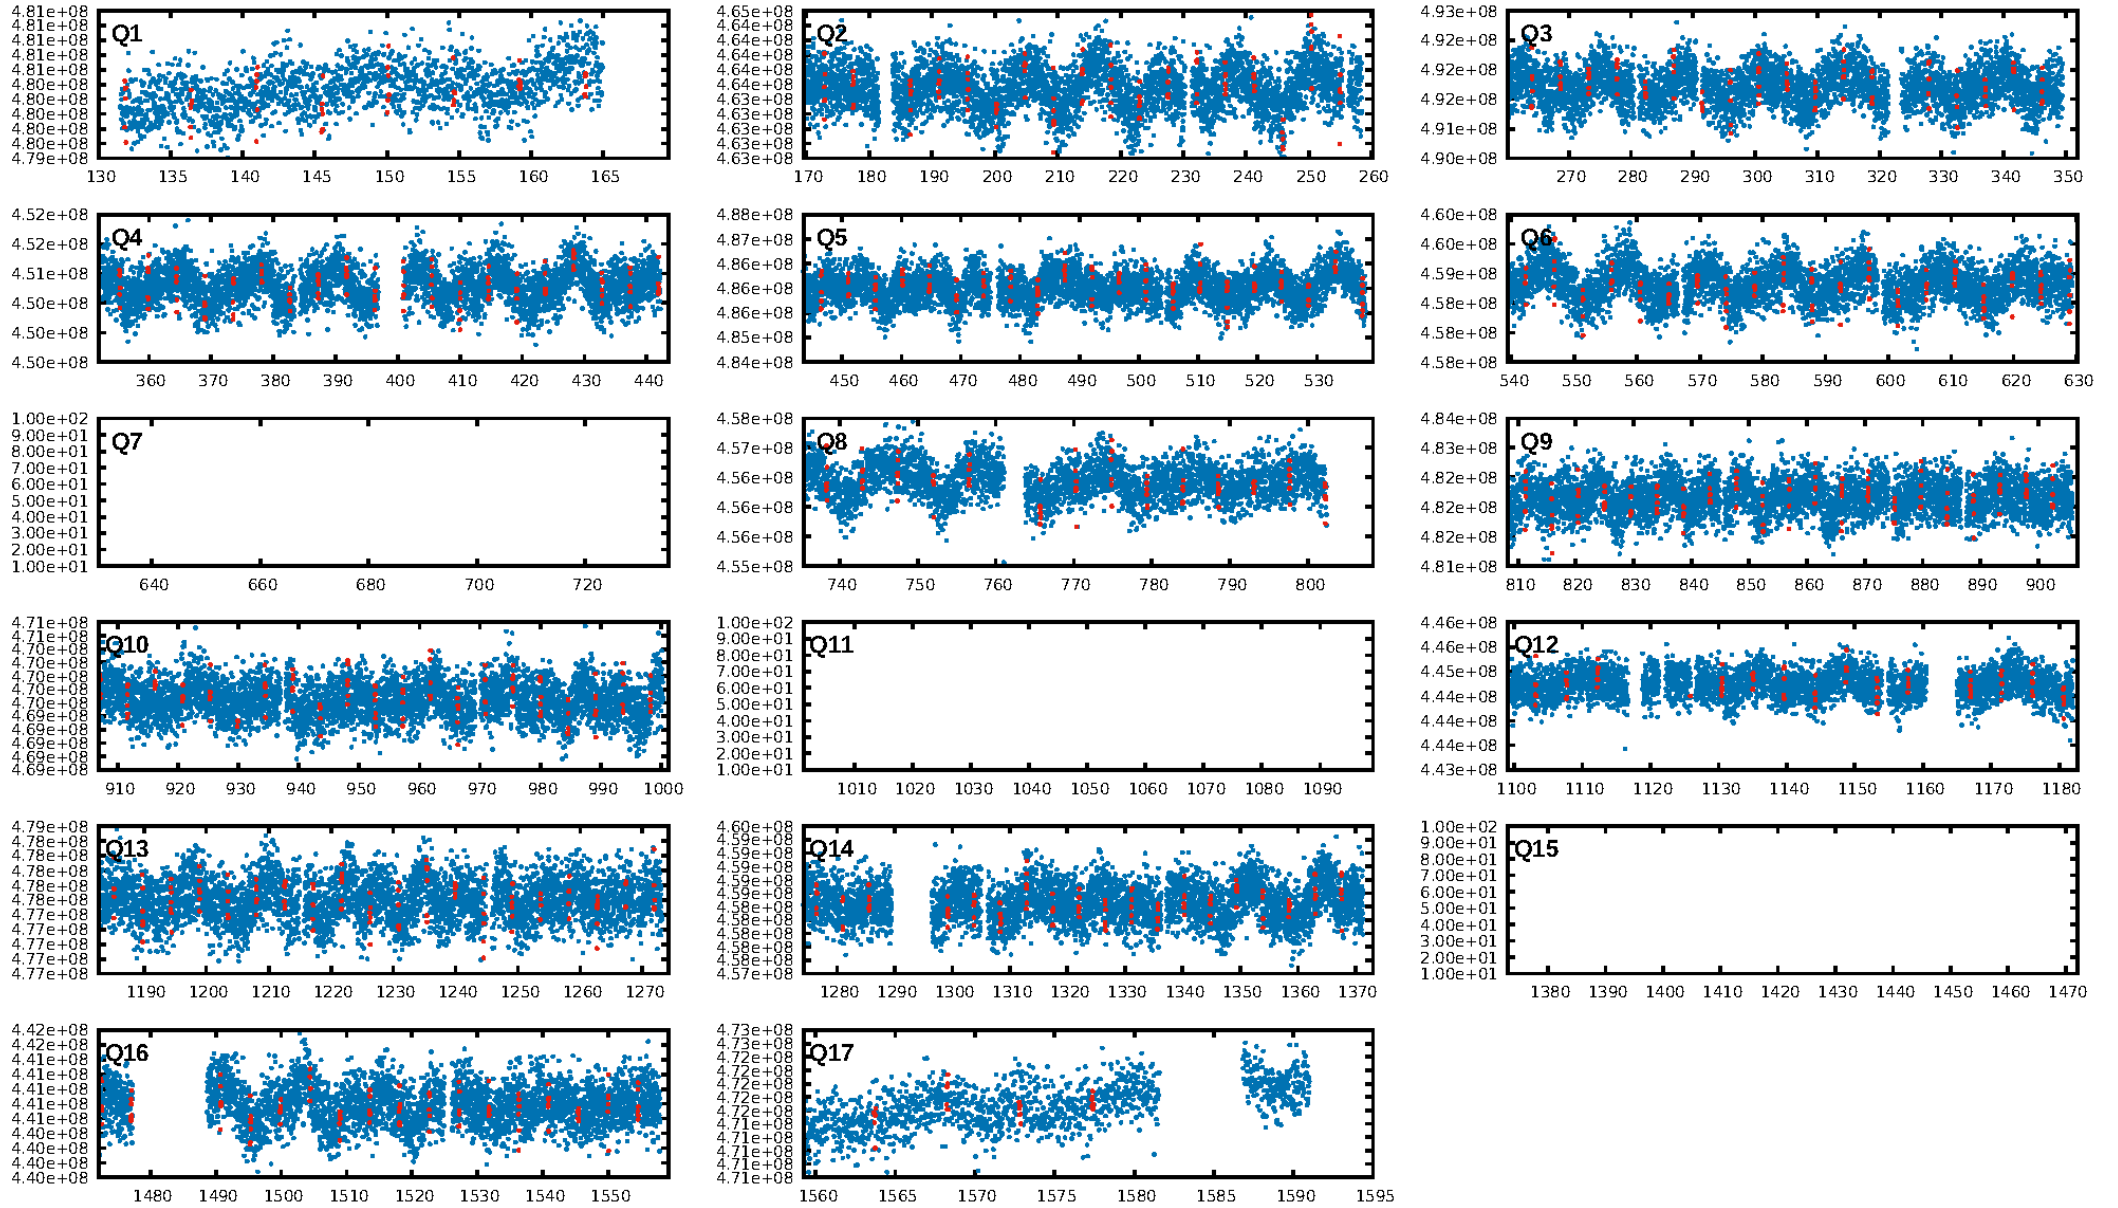 Q1
4.81e+08
4.81e+08
4.81e+08
4.81e+08
4.81e+08
4.80e+08
4.80e+08
4.80e+08
4.80e+08
4.80e+08
4.79e+08
130 135 140 145 150 155 160 165
Q2
4.65e+08
4.64e+08
4.64e+08
4.64e+08
4.64e+08
4.64e+08
4.63e+08
4.63e+08
4.63e+08
4.63e+08
4.63e+08
170 180 190 200 210 220 230 240 250 260
Q3
4.93e+08
4.92e+08
4.92e+08
4.92e+08
4.91e+08
4.90e+08
270 280 290 300 310 320 330 340 350
Q4
4.52e+08
4.52e+08
4.51e+08
4.50e+08
4.50e+08
4.50e+08
360 370 380 390 400 410 420 430 440
Q5
4.88e+08
4.87e+08
4.86e+08
4.86e+08
4.86e+08
4.85e+08
4.84e+08
450 460 470 480 490 500 510 520 530
Q6
4.60e+08
4.60e+08
4.59e+08
4.58e+08
4.58e+08
4.58e+08
540 550 560 570 580 590 600 610 620 630
Q7
1.00e+02
9.00e+01
8.00e+01
7.00e+01
6.00e+01
5.00e+01
4.00e+01
3.00e+01
2.00e+01
1.00e+01
640 660 680 700 720
Q8
4.58e+08
4.57e+08
4.56e+08
4.56e+08
4.56e+08
4.55e+08
740 750 760 770 780 790 800
Q9
4.84e+08
4.83e+08
4.82e+08
4.82e+08
4.82e+08
4.81e+08
810 820 830 840 850 860 870 880 890 900
Q10
4.71e+08
4.71e+08
4.70e+08
4.70e+08
4.70e+08
4.70e+08
4.70e+08
4.69e+08
4.69e+08
4.69e+08
4.69e+08
4.69e+08
910 920 930 940 950 960 970 980 990 1000
Q11
1.00e+02
9.00e+01
8.00e+01
7.00e+01
6.00e+01
5.00e+01
4.00e+01
3.00e+01
2.00e+01
1.00e+01
1010 1020 1030 1040 1050 1060 1070 1080 1090
Q12
4.46e+08
4.46e+08
4.45e+08
4.44e+08
4.44e+08
4.44e+08
4.43e+08
1100 1110 1120 1130 1140 1150 1160 1170 1180
Q13
4.79e+08
4.78e+08
4.78e+08
4.78e+08
4.78e+08
4.78e+08
4.77e+08
4.77e+08
4.77e+08
4.77e+08
4.77e+08
1190 1200 1210 1220 1230 1240 1250 1260 1270
Q14
4.60e+08
4.59e+08
4.59e+08
4.59e+08
4.59e+08
4.59e+08
4.58e+08
4.58e+08
4.58e+08
4.58e+08
4.58e+08
4.57e+08
1280 1290 1300 1310 1320 1330 1340 1350 1360 1370
Q15
1.00e+02
9.00e+01
8.00e+01
7.00e+01
6.00e+01
5.00e+01
4.00e+01
3.00e+01
2.00e+01
1.00e+01
1380 1390 1400 1410 1420 1430 1440 1450 1460 1470
Q16
4.42e+08
4.42e+08
4.41e+08
4.41e+08
4.41e+08
4.41e+08
4.41e+08
4.40e+08
4.40e+08
4.40e+08
4.40e+08
1480 1490 1500 1510 1520 1530 1540 1550
Q17
4.73e+08
4.72e+08
4.72e+08
4.72e+08
4.72e+08
4.72e+08
4.72e+08
4.71e+08
4.71e+08
4.71e+08
4.71e+08
4.71e+08
1560 1565 1570 1575 1580 1585 1590 1595